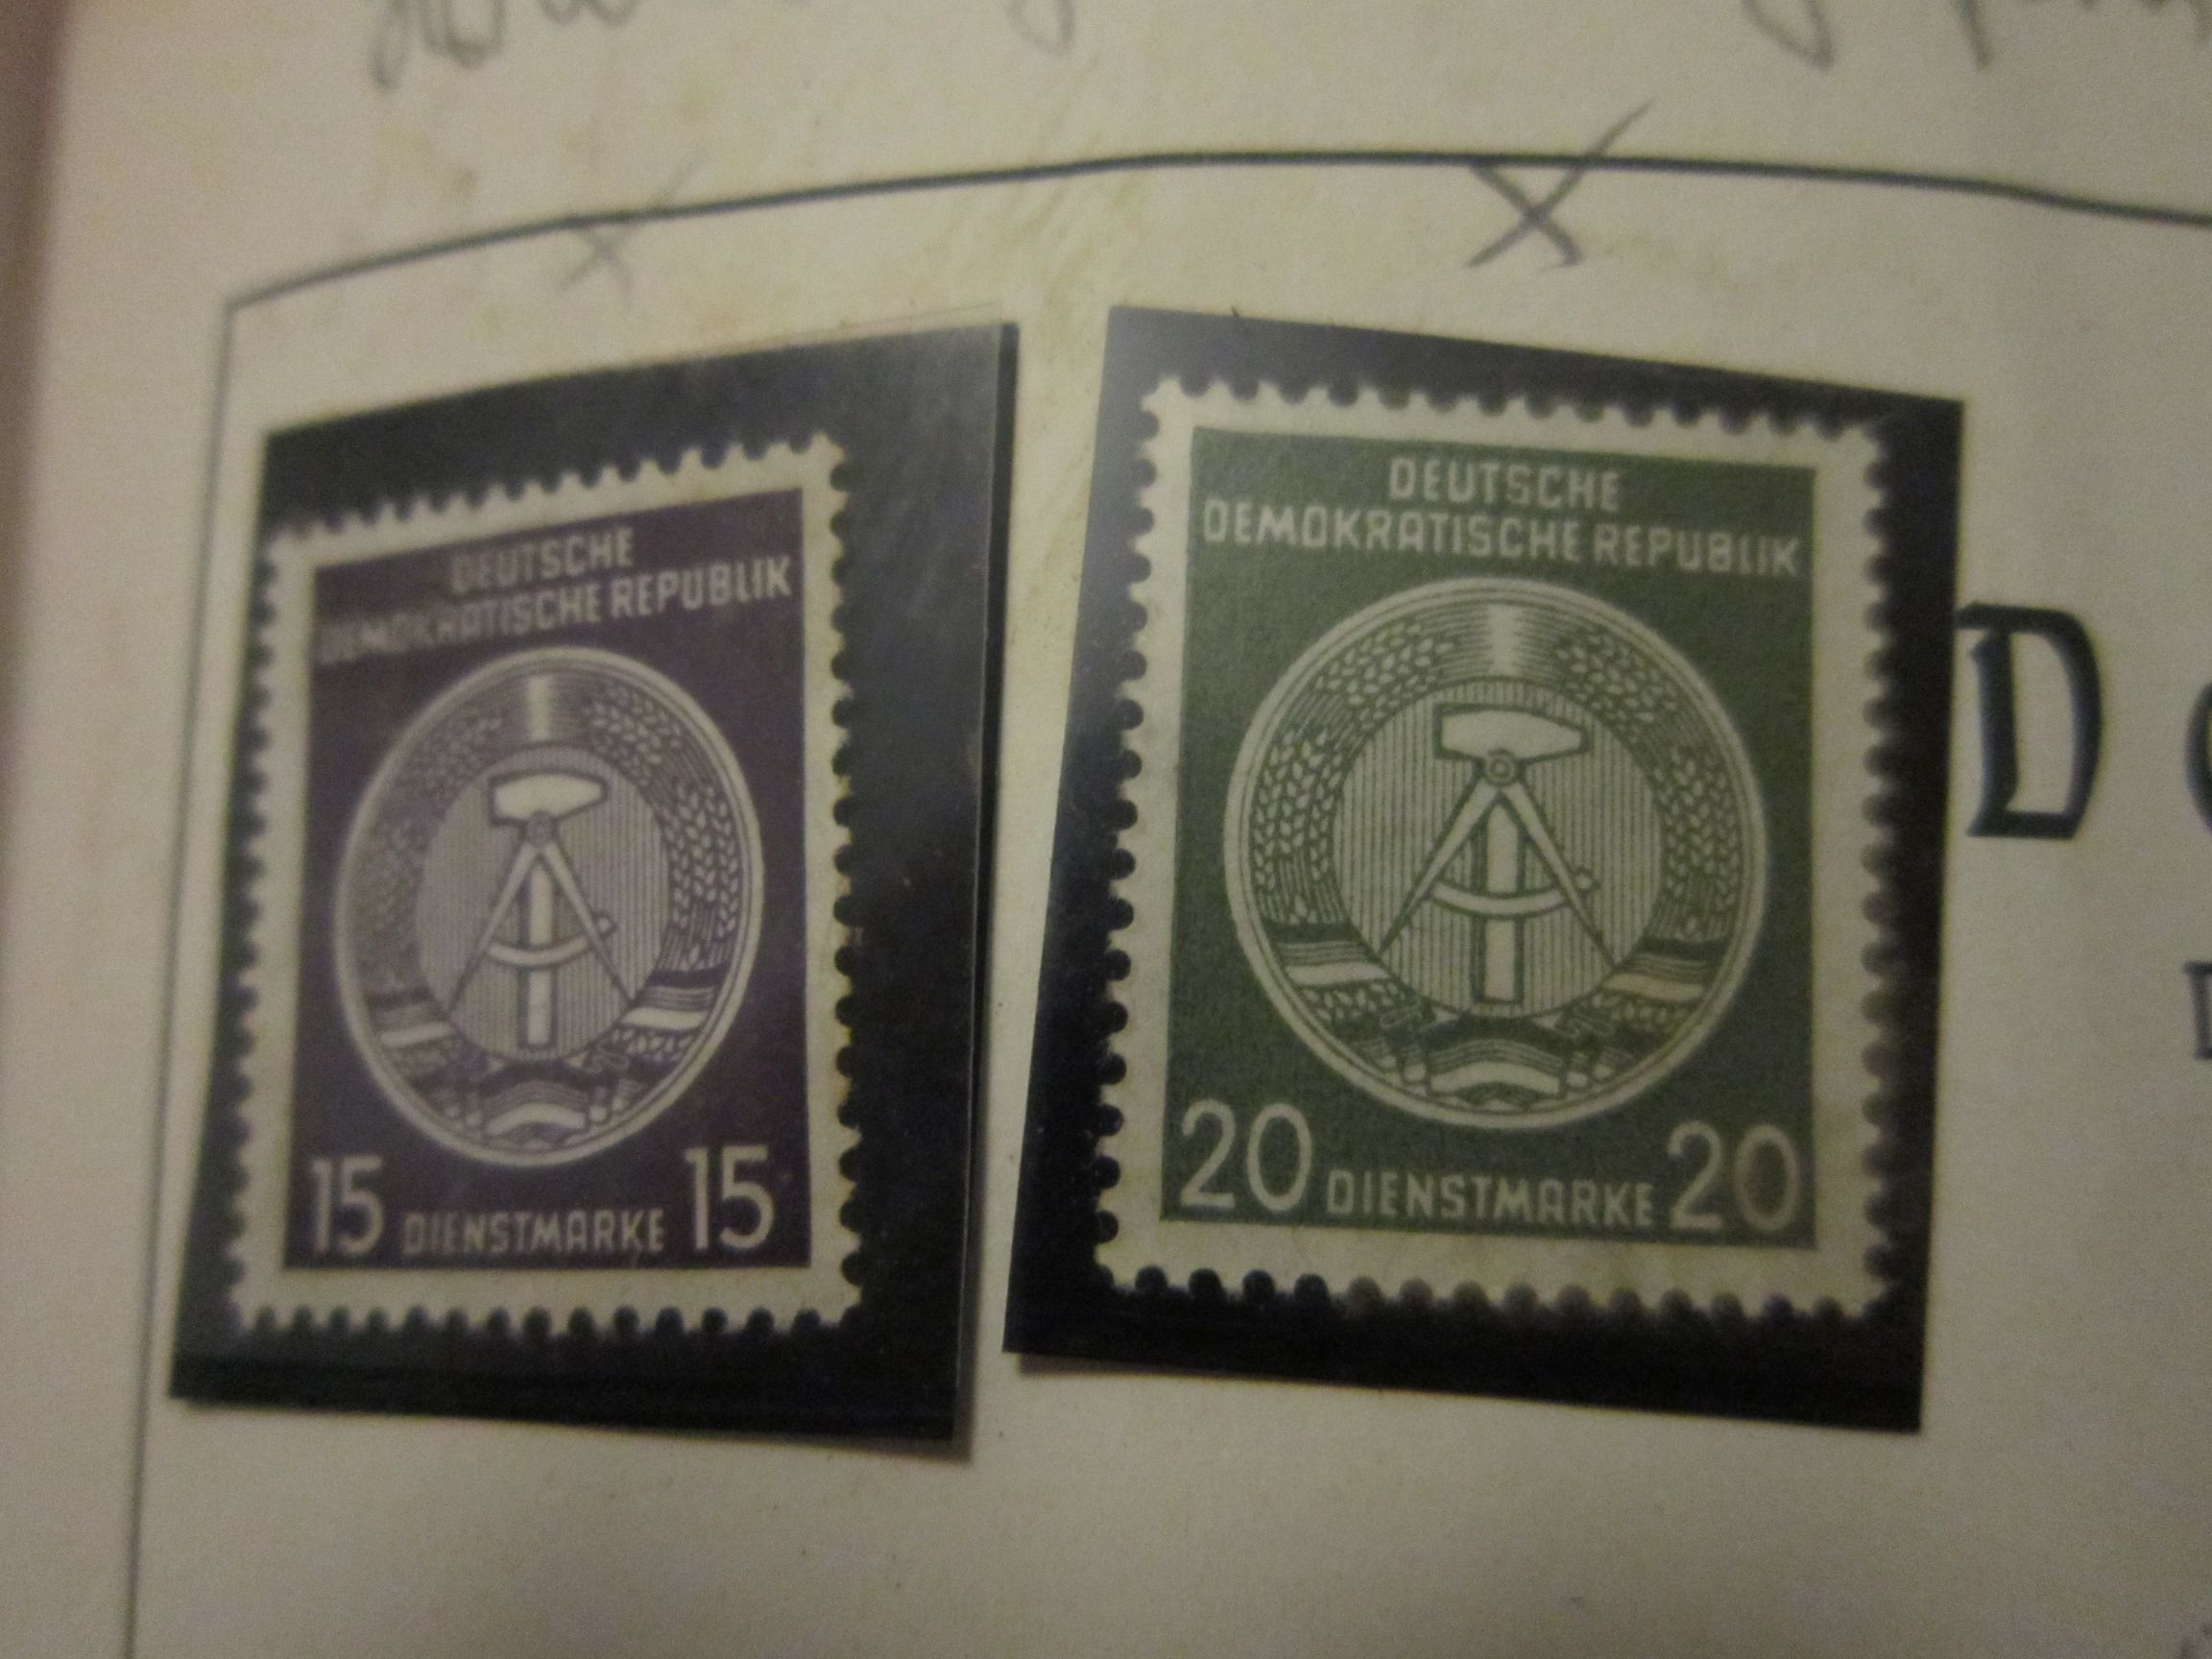 DEUTSCHE
DEMOKRATISCHE REPUBLIK
15 DIENSTMARKE 15
DEUTSCHE
DEMOKRATISCHE REPUBLIK
20 DIENSTMARKE 20
D